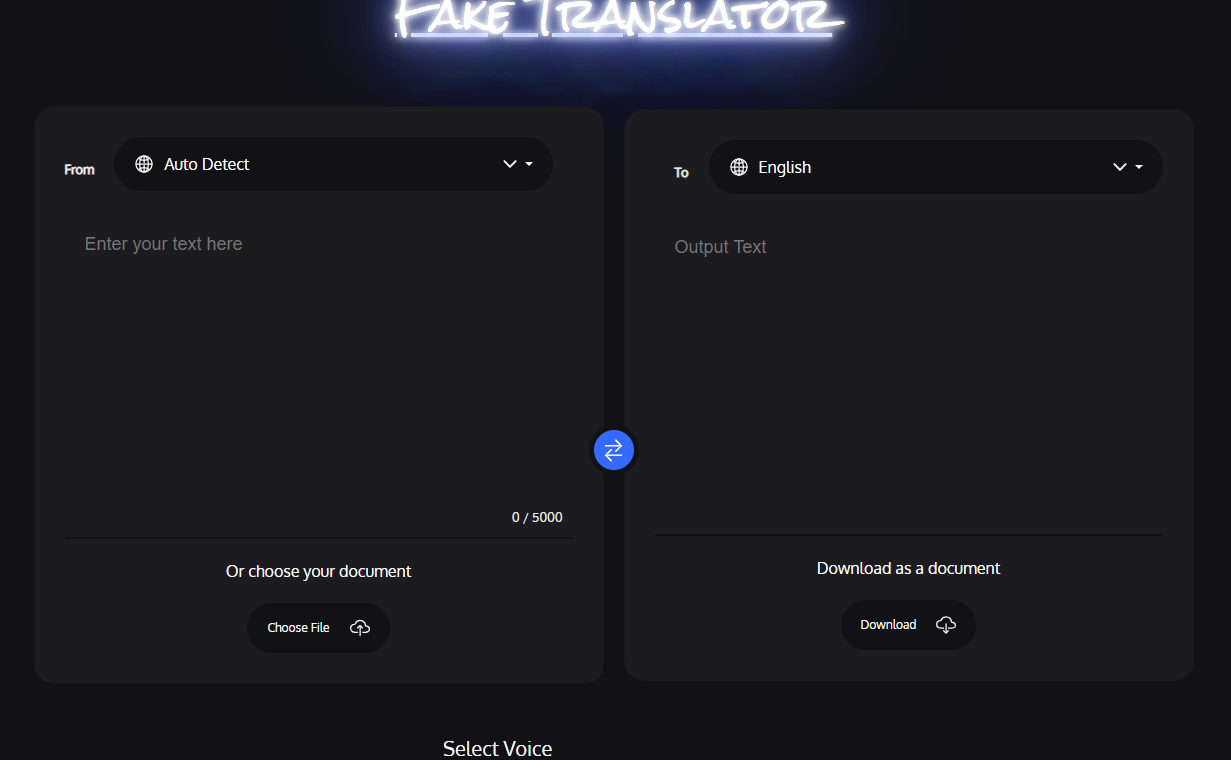 Fake Translator
From
Auto Detect
Enter your text here
0 / 5000
Or choose your document
Choose File
To
English
Output Text
Download as a document
Download
Select Voice